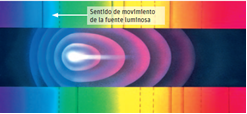 Sentido de movimiento
de la fuente luminosa